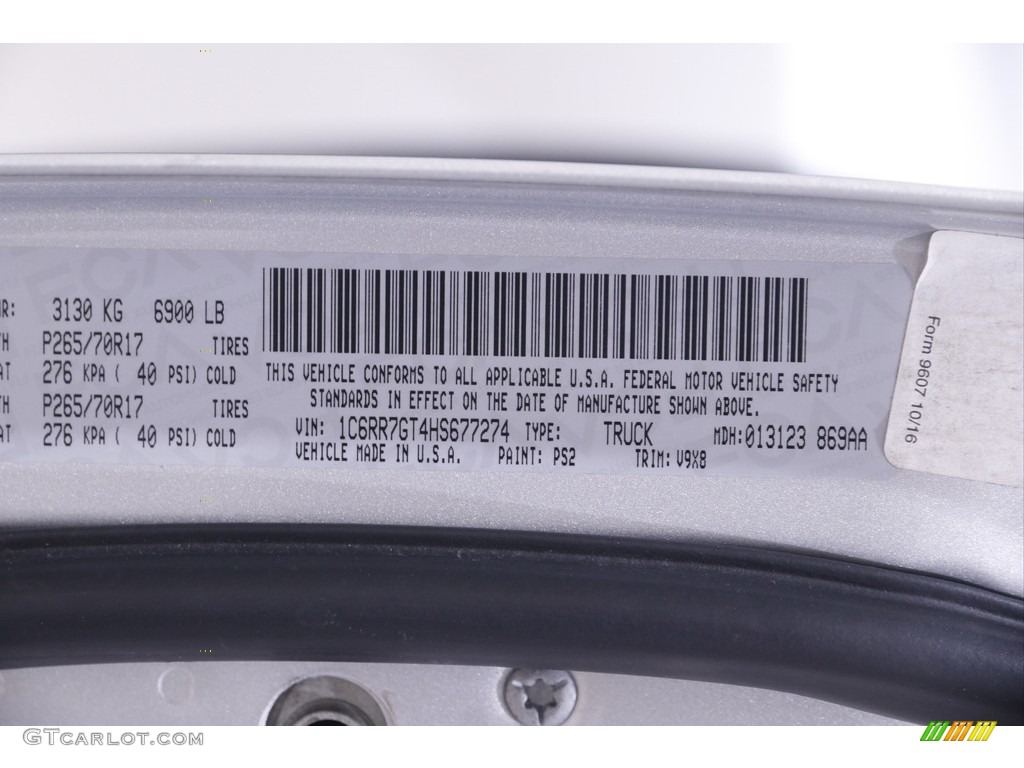 3130 KG 6900 LB
P265/70R17 TIRES
276 KPA ( 40 PSI) COLD
P265/70R17 TIRES
276 KPA ( 40 PSI) COLD
THIS VEHICLE CONFORMS TO ALL APPLICABLE U.S.A. FEDERAL MOTOR VEHICLE SAFETY
STANDARDS IN EFFECT ON THE DATE OF MANUFACTURE SHOWN ABOVE.
VIN: 1C6RR7GT4HS677274 TYPE: TRUCK MDH:013123 869AA
VEHICLE MADE IN U.S.A. PAINT: PS2 TRIM: V9X8
Form 9607 10/16
GTCARLOT.COM